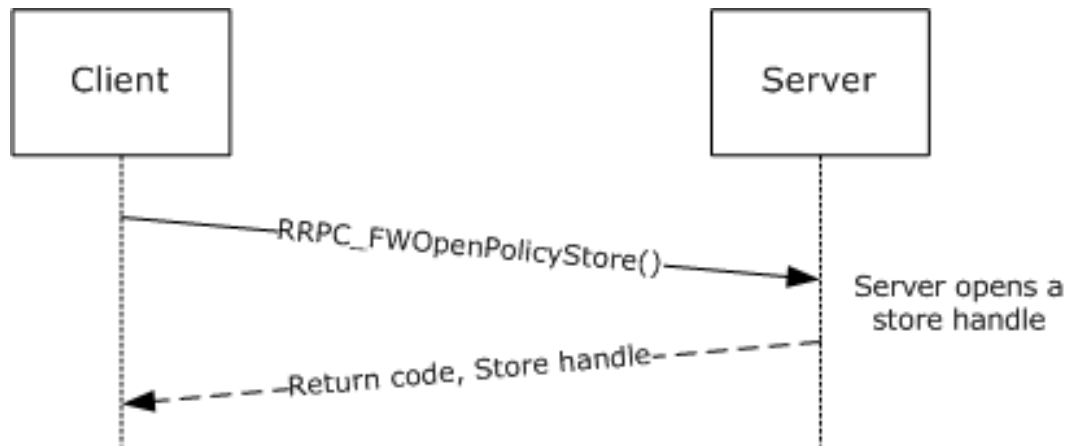 Client
Server
RRPC_FWOpenPolicyStore()
Server opens a
store handle
Return code, Store handle